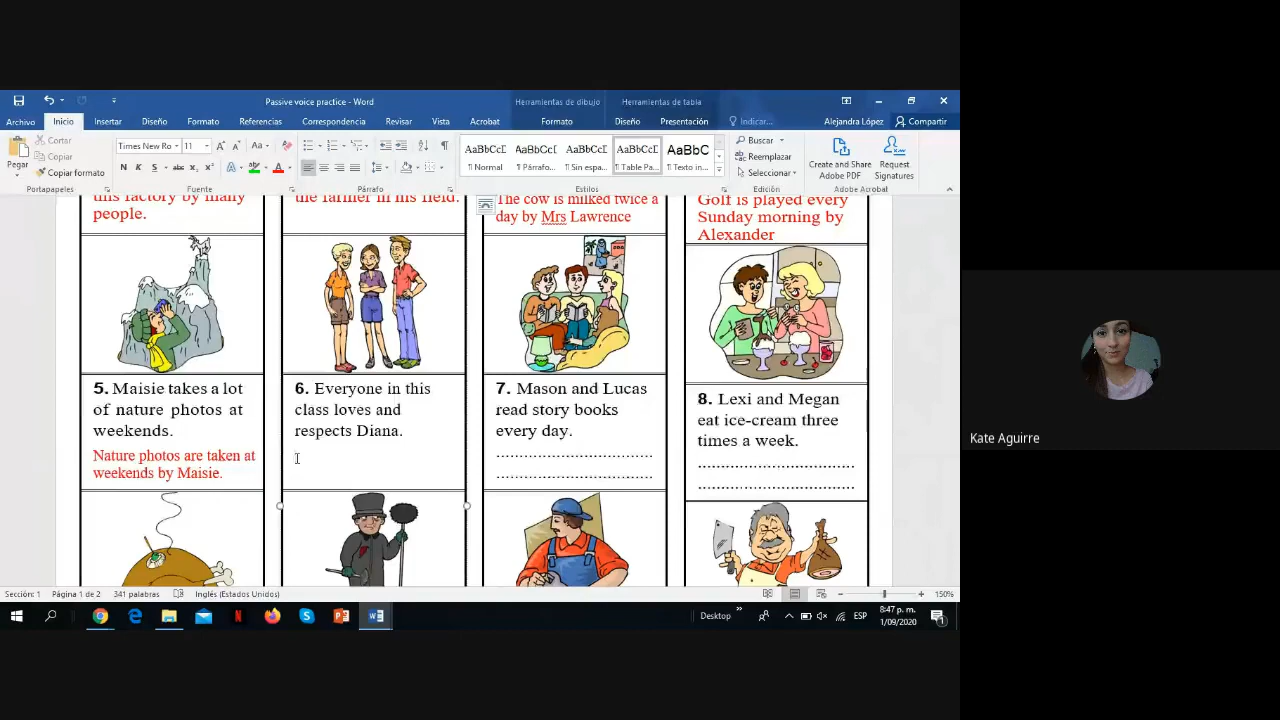 Passive voice practice - Word
Herramientas de dibujo
Herramientas de tabla
Archivo
Inicio
Insertar
Diseño
Formato
Referencias
Correspondencia
Revisar
Vista
Acrobat
Formato
Diseño
Presentación
Indicar...
Alejandra López
Compartir
Pegar
Cortar
Copiar
Copiar formato
Portapapeles
Times New Ro
11
Fuente
Párrafo
AaBbCcI
¶ Normal
AaBbCcI
¶ Párrafo...
AaBbCcI
¶ Sin espa...
AaBbCcI
¶ Table Pa...
AaBbC
¶ Texto in...
Estilos
Buscar
Reemplazar
Seleccionar
Edición
Create and Share
Adobe PDF
Request
Signatures
Adobe Acrobat
this factory by many
people.
the farmer in his field.
The cow is milked twice a
day by Mrs Lawrence
Golf is played every
Sunday morning by
Alexander
5. Maisie takes a lot
of nature photos at
weekends.
Nature photos are taken at
weekends by Maisie.
6. Everyone in this
class loves and
respects Diana.
7. Mason and Lucas
read story books
every day.
8. Lexi and Megan
eat ice-cream three
times a week.
Sección: 1
Página 1 de 2
341 palabras
Inglés (Estados Unidos)
150%
Desktop
ESP
8:47 p. m.
1/09/2020
Kate Aguirre